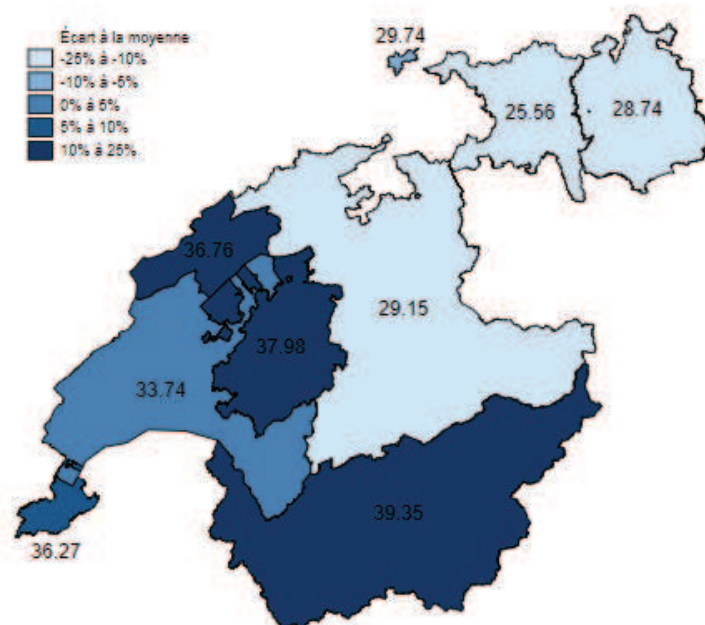 Écart à la moyenne
-25% à -10%
-10% à -5%
0% à 5%
5% à 10%
10% à 25%
29.74
25.56
28.74
36.76
29.15
37.98
33.74
39.35
36.27